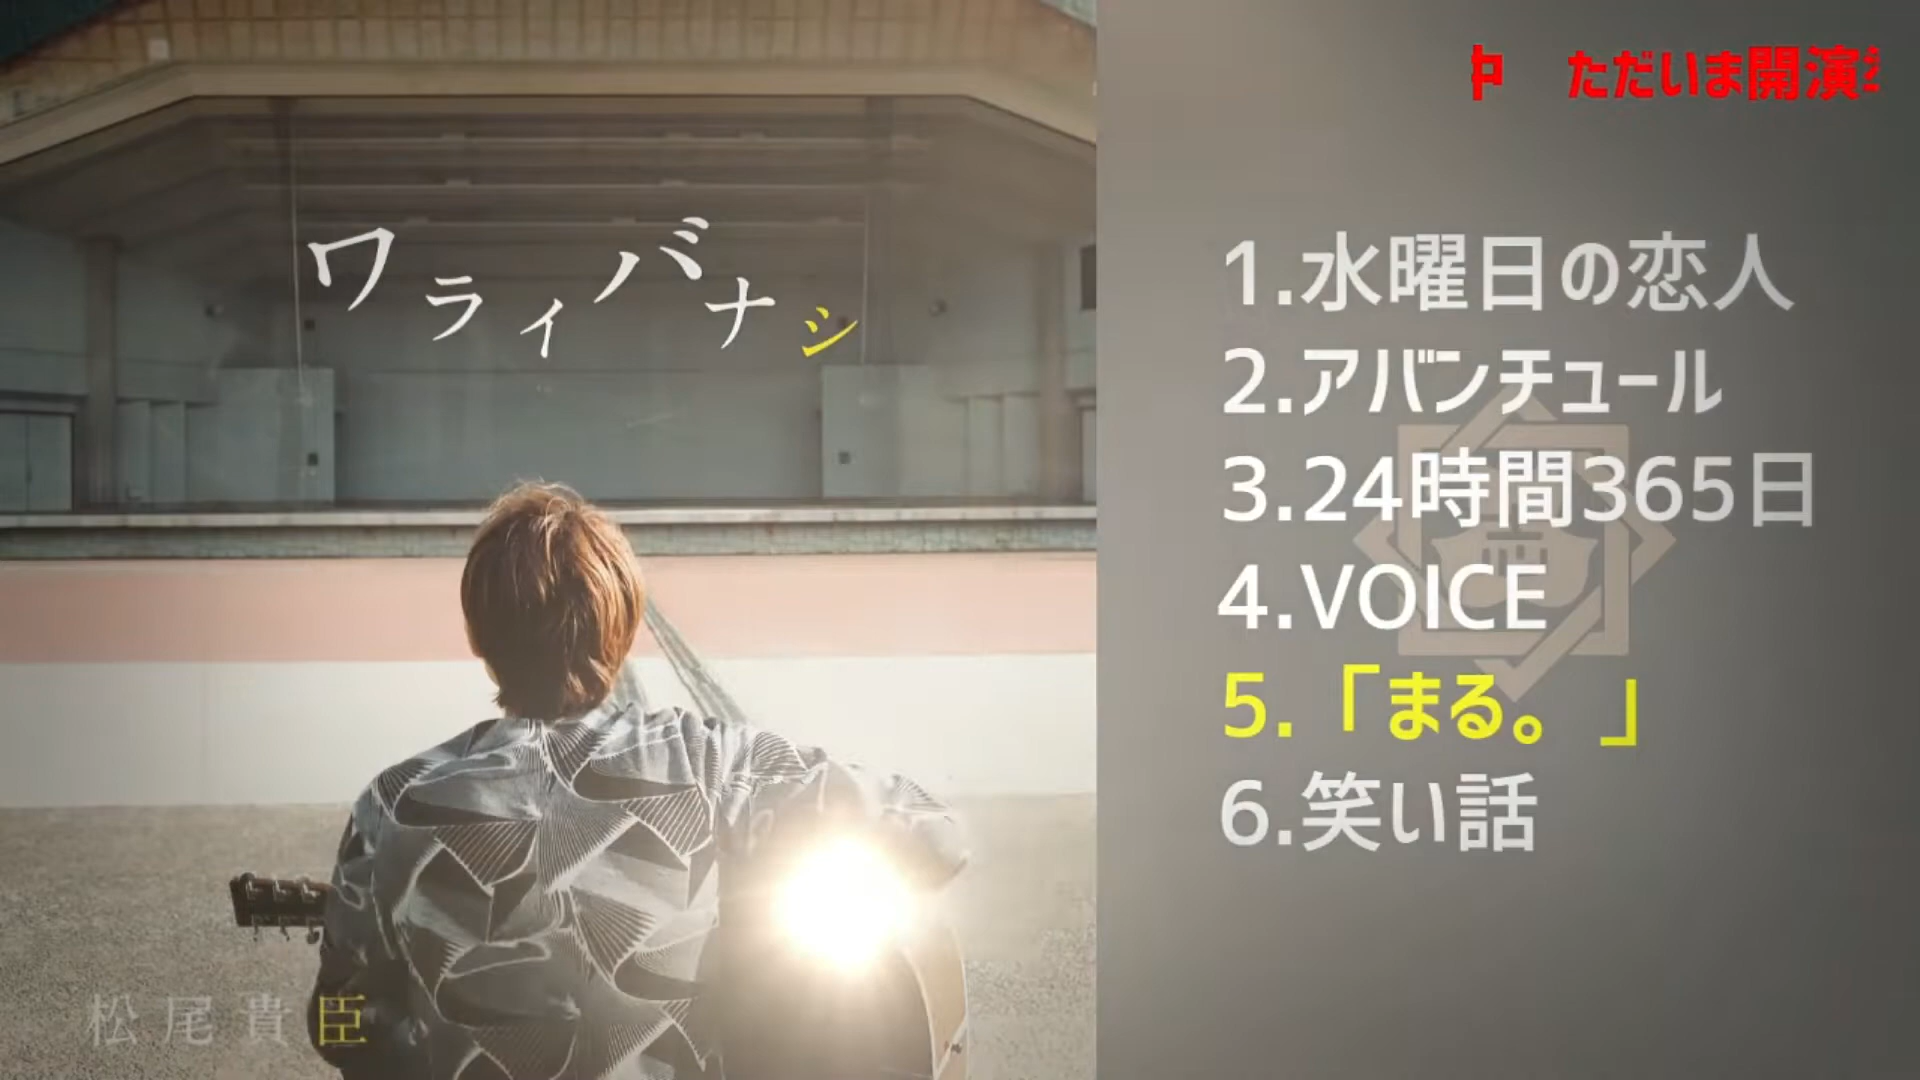 中 ただいま開演
ワライバナシ
1.水曜日の恋人
2.アバンチュール
3.24時間365日
4.VOICE
5.「まる。」
6.笑い話
松尾貴臣